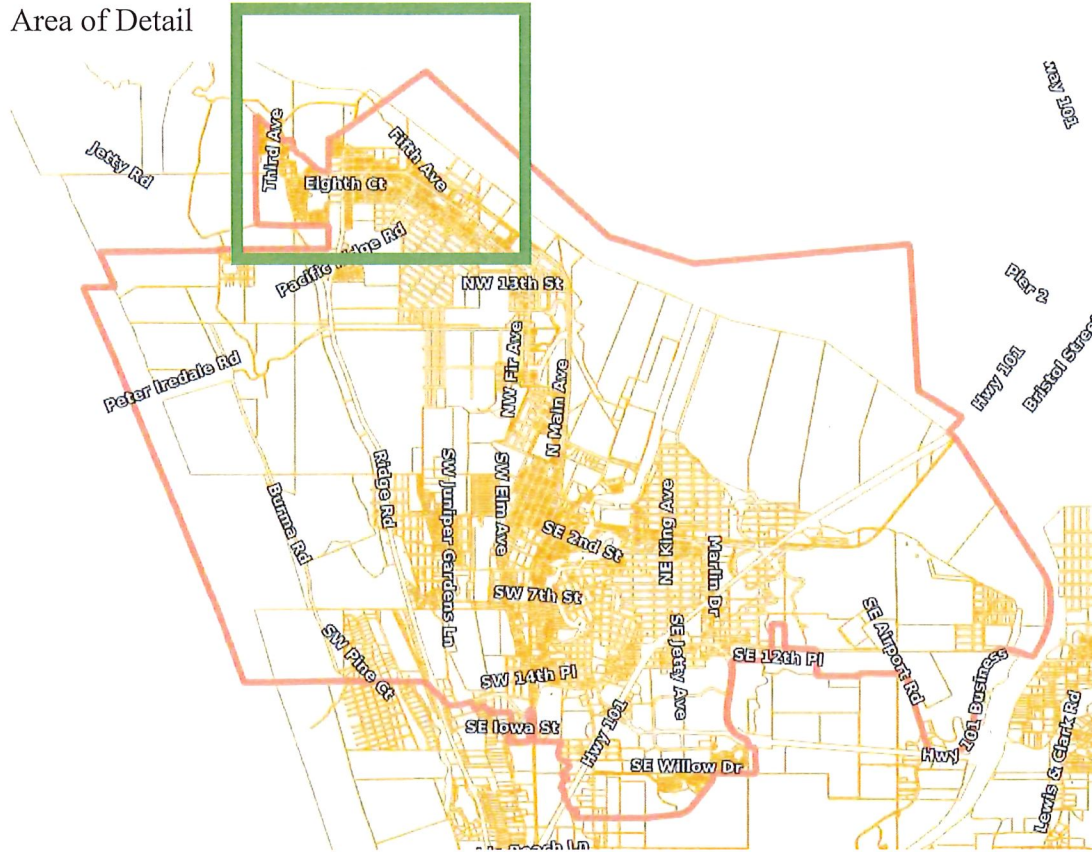 Area of Detail
way 101
Jetty Rd
Third Ave
Fifth Ave
Eighth Ct
Pacific Ridge Rd
NW 13th St
Pier 2
Hwy 101
Bristol Street
Peter Iredale Rd
NW Fir Ave
N Main Ave
Ridge Rd
SW Juniper Gardens Ln
SW Elm Ave
Burma Rd
SE 2nd St
NE King Ave
Marlin Dr
SW 7th St
SE Airport Rd
SE Jetty Ave
SE 12th Pl
SW Pine Ct
SW 14th Pl
SE Iowa St
Hwy 101
Hwy 101 Business
SE Willow Dr
Lewis & Clark Rd
Beach Ln